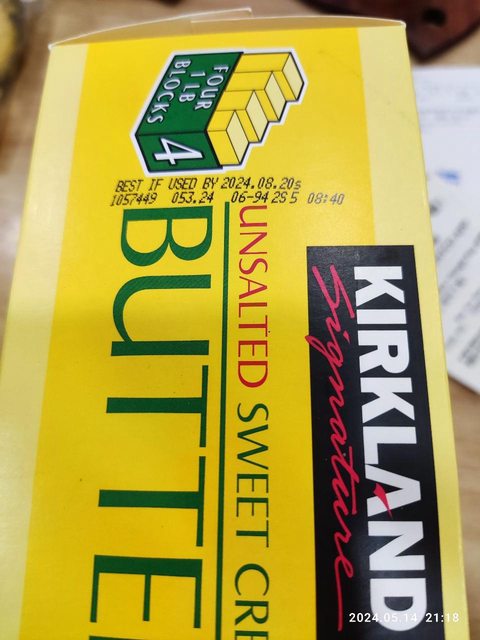 FOUR
1 LB
BLOCKS
4
BEST IF USED BY 2024.08.20s
1057449 053.24 06-94 2S 5 08:40
KIRKLAND
Signature
UNSALTED SWEET CRE
BUTTE
2024.05.14 21:18